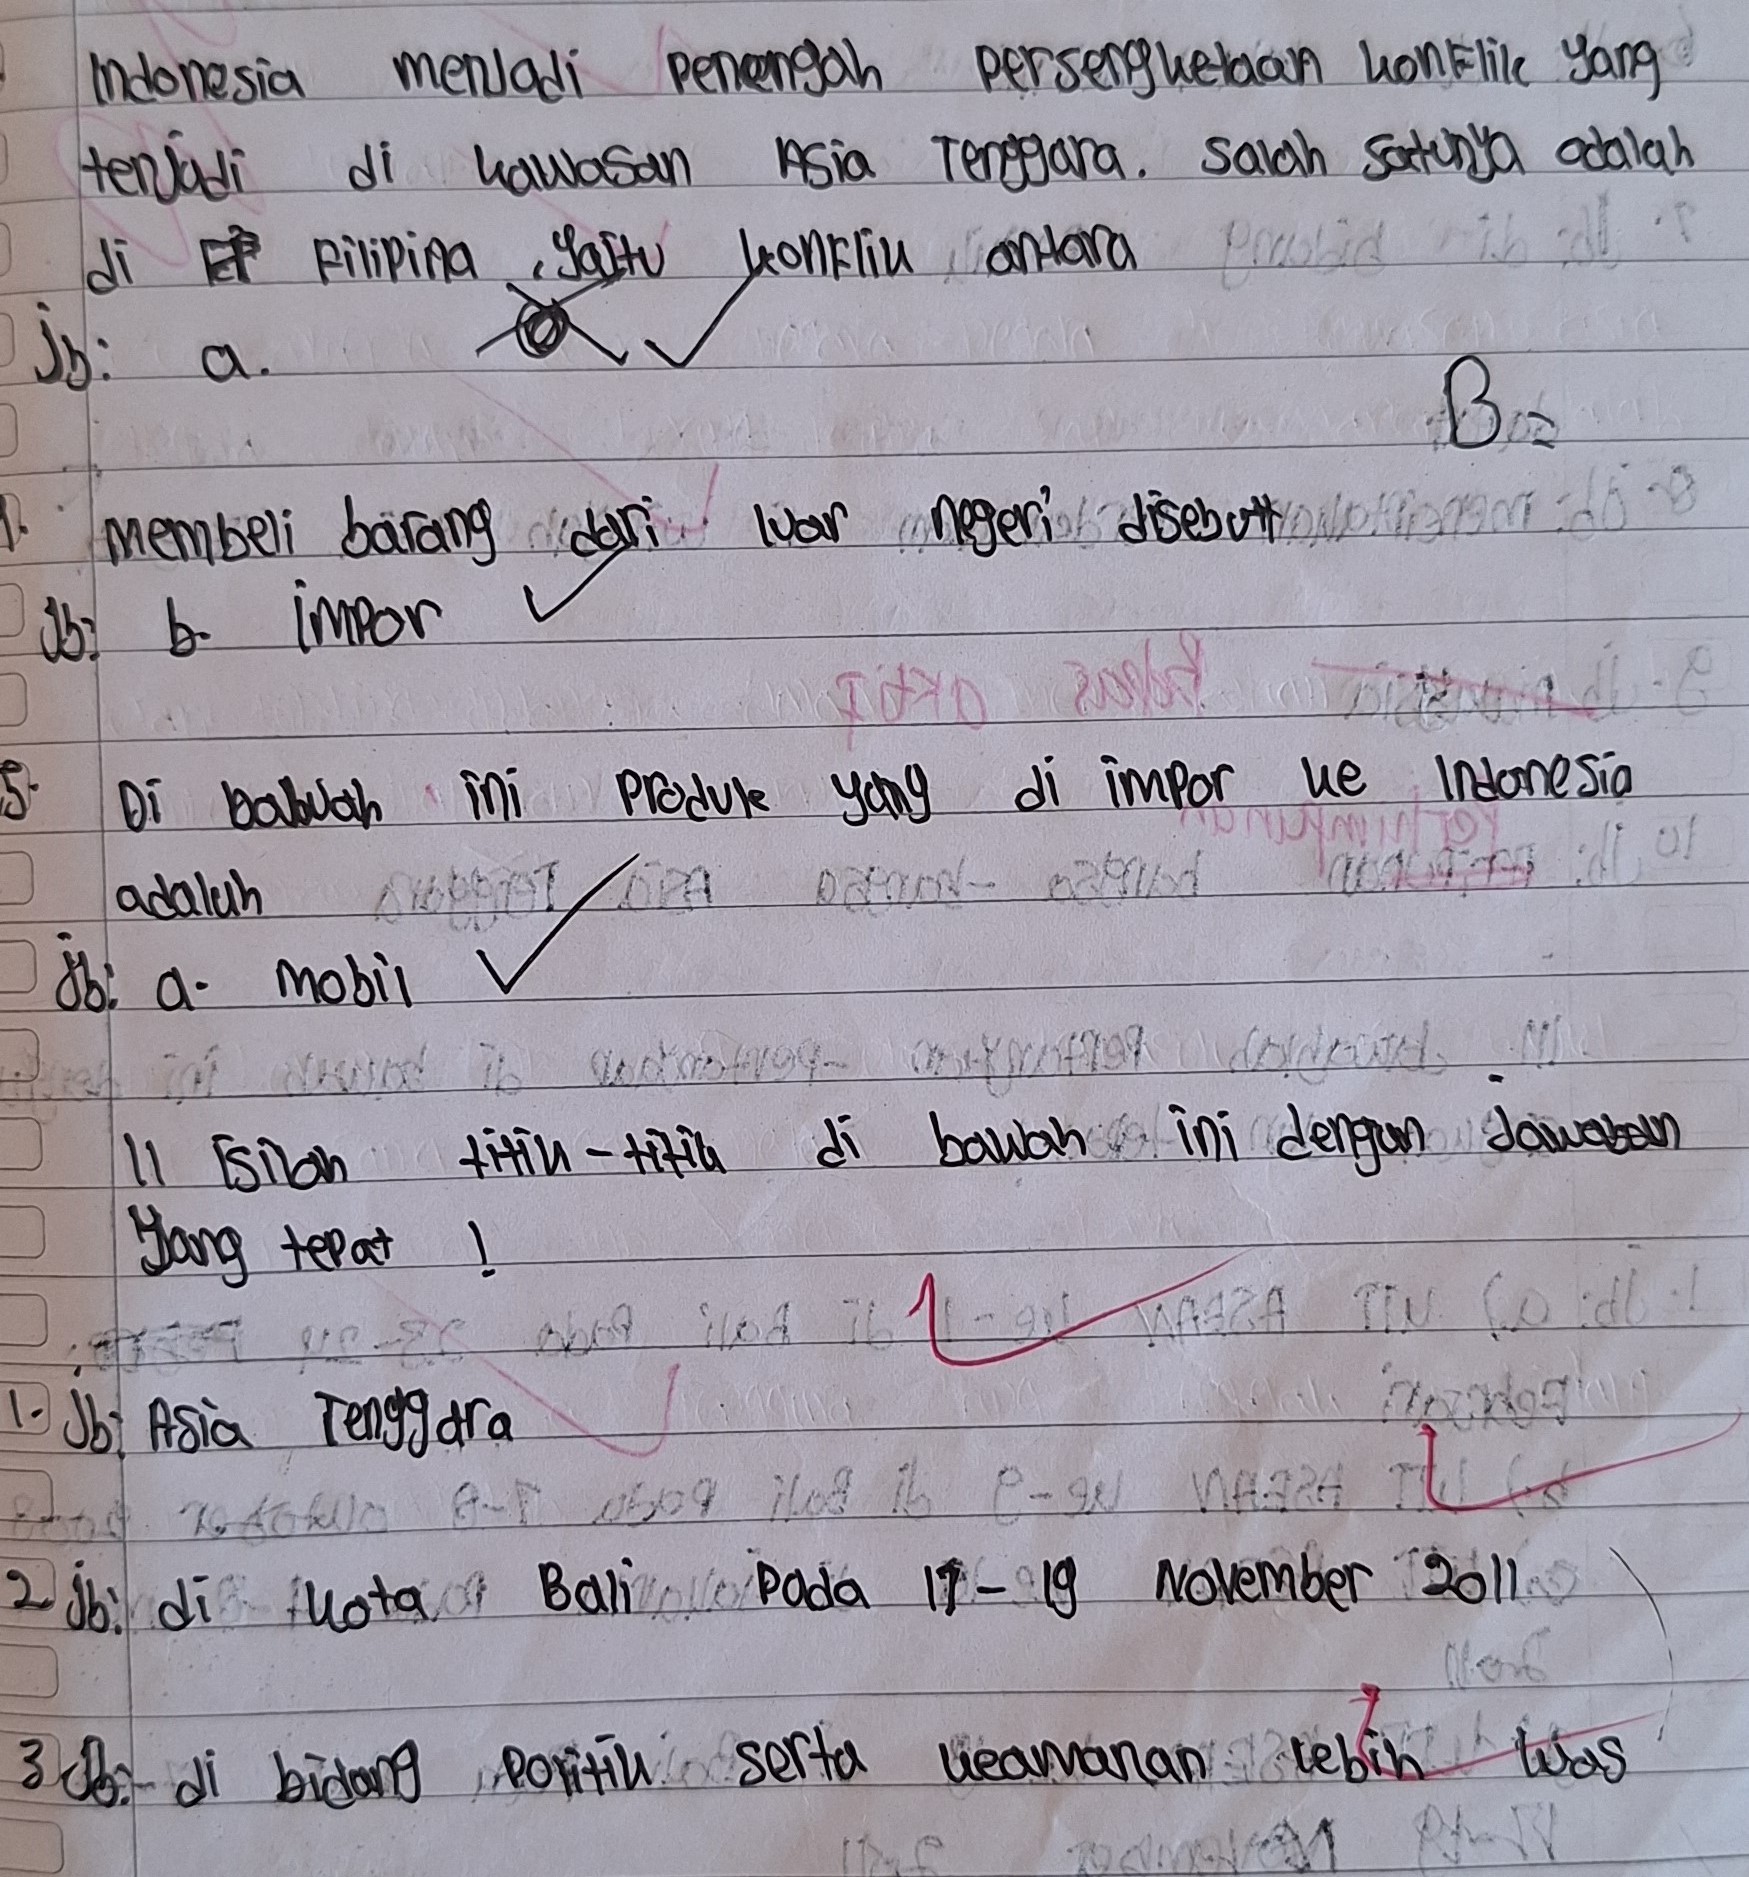 Indonesia menjadi penengah persengketaan konflik yang
terjadi di kawasan Asia Tenggara. salah satunya adalah
di Filipina, yaitu konflik antara
Jb: a.
B=
Membeli barang dari luar negeri disebutt
Jb: b. impor
5. Di bawah ini produk yang di impor ke Indonesia
adalah
Jb: a. mobil
II Isilah titik-titik di bawah ini dengan jawaban
yang tepat !
1. Jb: Asia Tenggara
2 Jb: di kota Bali pada 17-19 November 2011
3 Jb: di bidang politik serta keamanan lebih luas